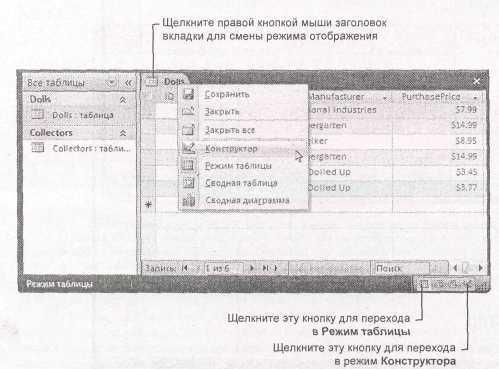 Щелкните правой кнопкой мыши заголовок
вкладки для смены режима отображения
Все таблицы «
Dolls
Dolls : таблица
Collectors
Collectors : табли...
Dolls
ID
Сохранить
Закрыть
Закрыть все
Конструктор
Режим таблицы
Сводная таблица
Сводная диаграмма
Manufacturer PurchasePrice
onal Industries $7.99
ergarten $14.99
$8.95
ergarten $14.99
Dolled Up $3.45
Dolled Up $3.77
Запись: 1 из 6 Поиск
Режим таблицы
Щелкните эту кнопку для перехода
в Режим таблицы
Щелкните эту кнопку для перехода
в режим Конструктора